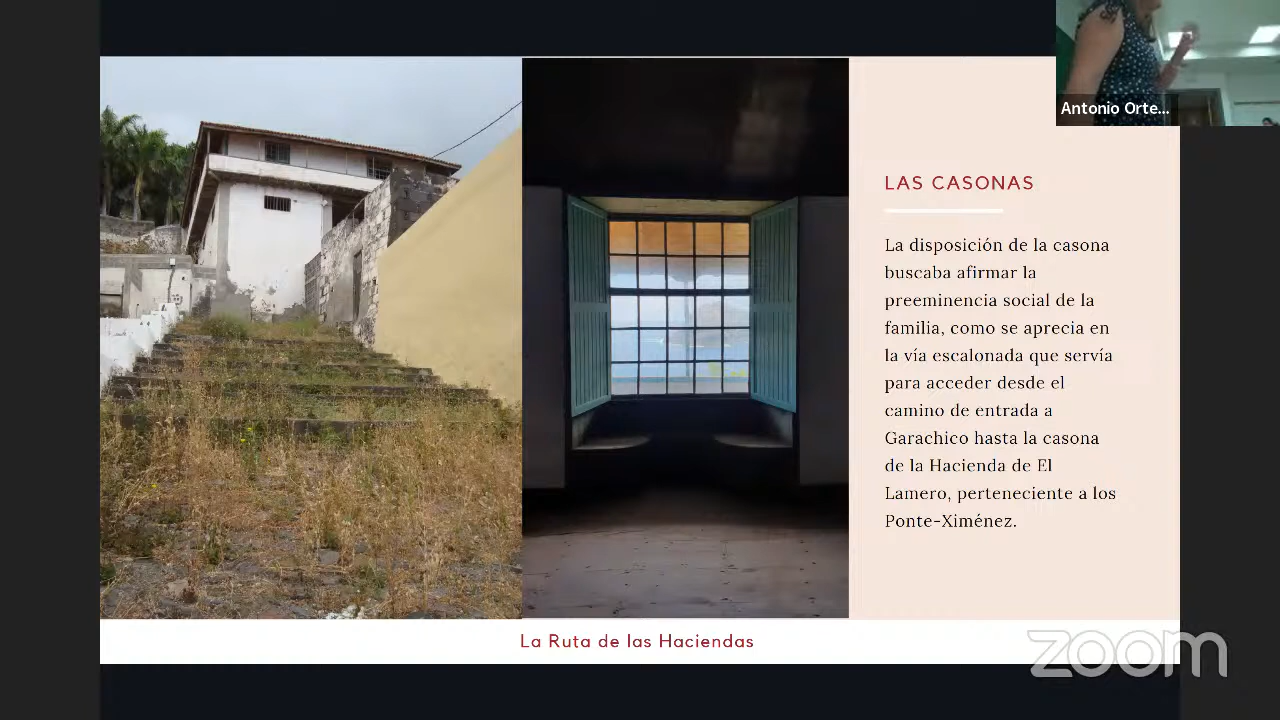 Antonio Orte...
LAS CASONAS
La disposición de la casona
buscaba afirmar la
preeminencia social de la
familia, como se aprecia en
la vía escalonada que servía
para acceder desde el
camino de entrada a
Garachico hasta la casona
de la Hacienda de El
Lamero, perteneciente a los
Ponte-Ximénez.
La Ruta de las Haciendas
zoom